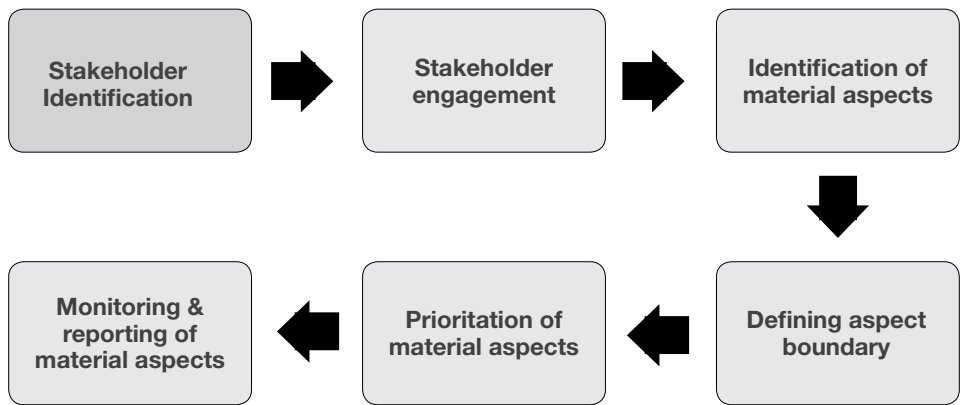 Stakeholder
Identification
Stakeholder
engagement
Identification of
material aspects
Defining aspect
boundary
Prioritation of
material aspects
Monitoring &
reporting of
material aspects